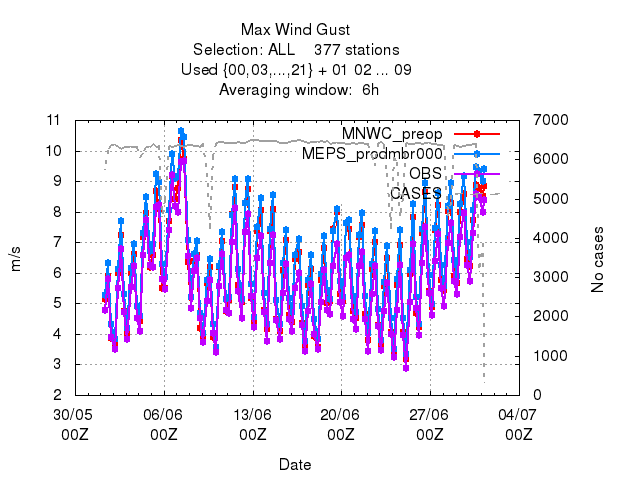 Max Wind Gust
Selection: ALL    377 stations
Used {00,03,...,21} + 01 02 ... 09
Averaging window:  6h
11
10
9
8
7
6
5
4
3
2
m/s
7000
6000
5000
4000
3000
2000
1000
0
No cases
MNWC_preop
MEPS_prodmbr000
OBS
CASES
30/05 06/06 13/06 20/06 27/06 04/07
00Z 00Z 00Z 00Z 00Z 00Z
Date